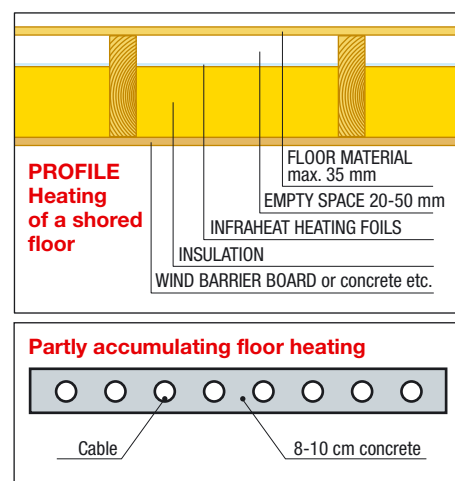 PROFILE
Heating
of a shored
floor
FLOOR MATERIAL
max. 35 mm
EMPTY SPACE 20-50 mm
INFRAHEAT HEATING FOILS
INSULATION
WIND BARRIER BOARD or concrete etc.
Partly accumulating floor heating
Cable
8-10 cm concrete